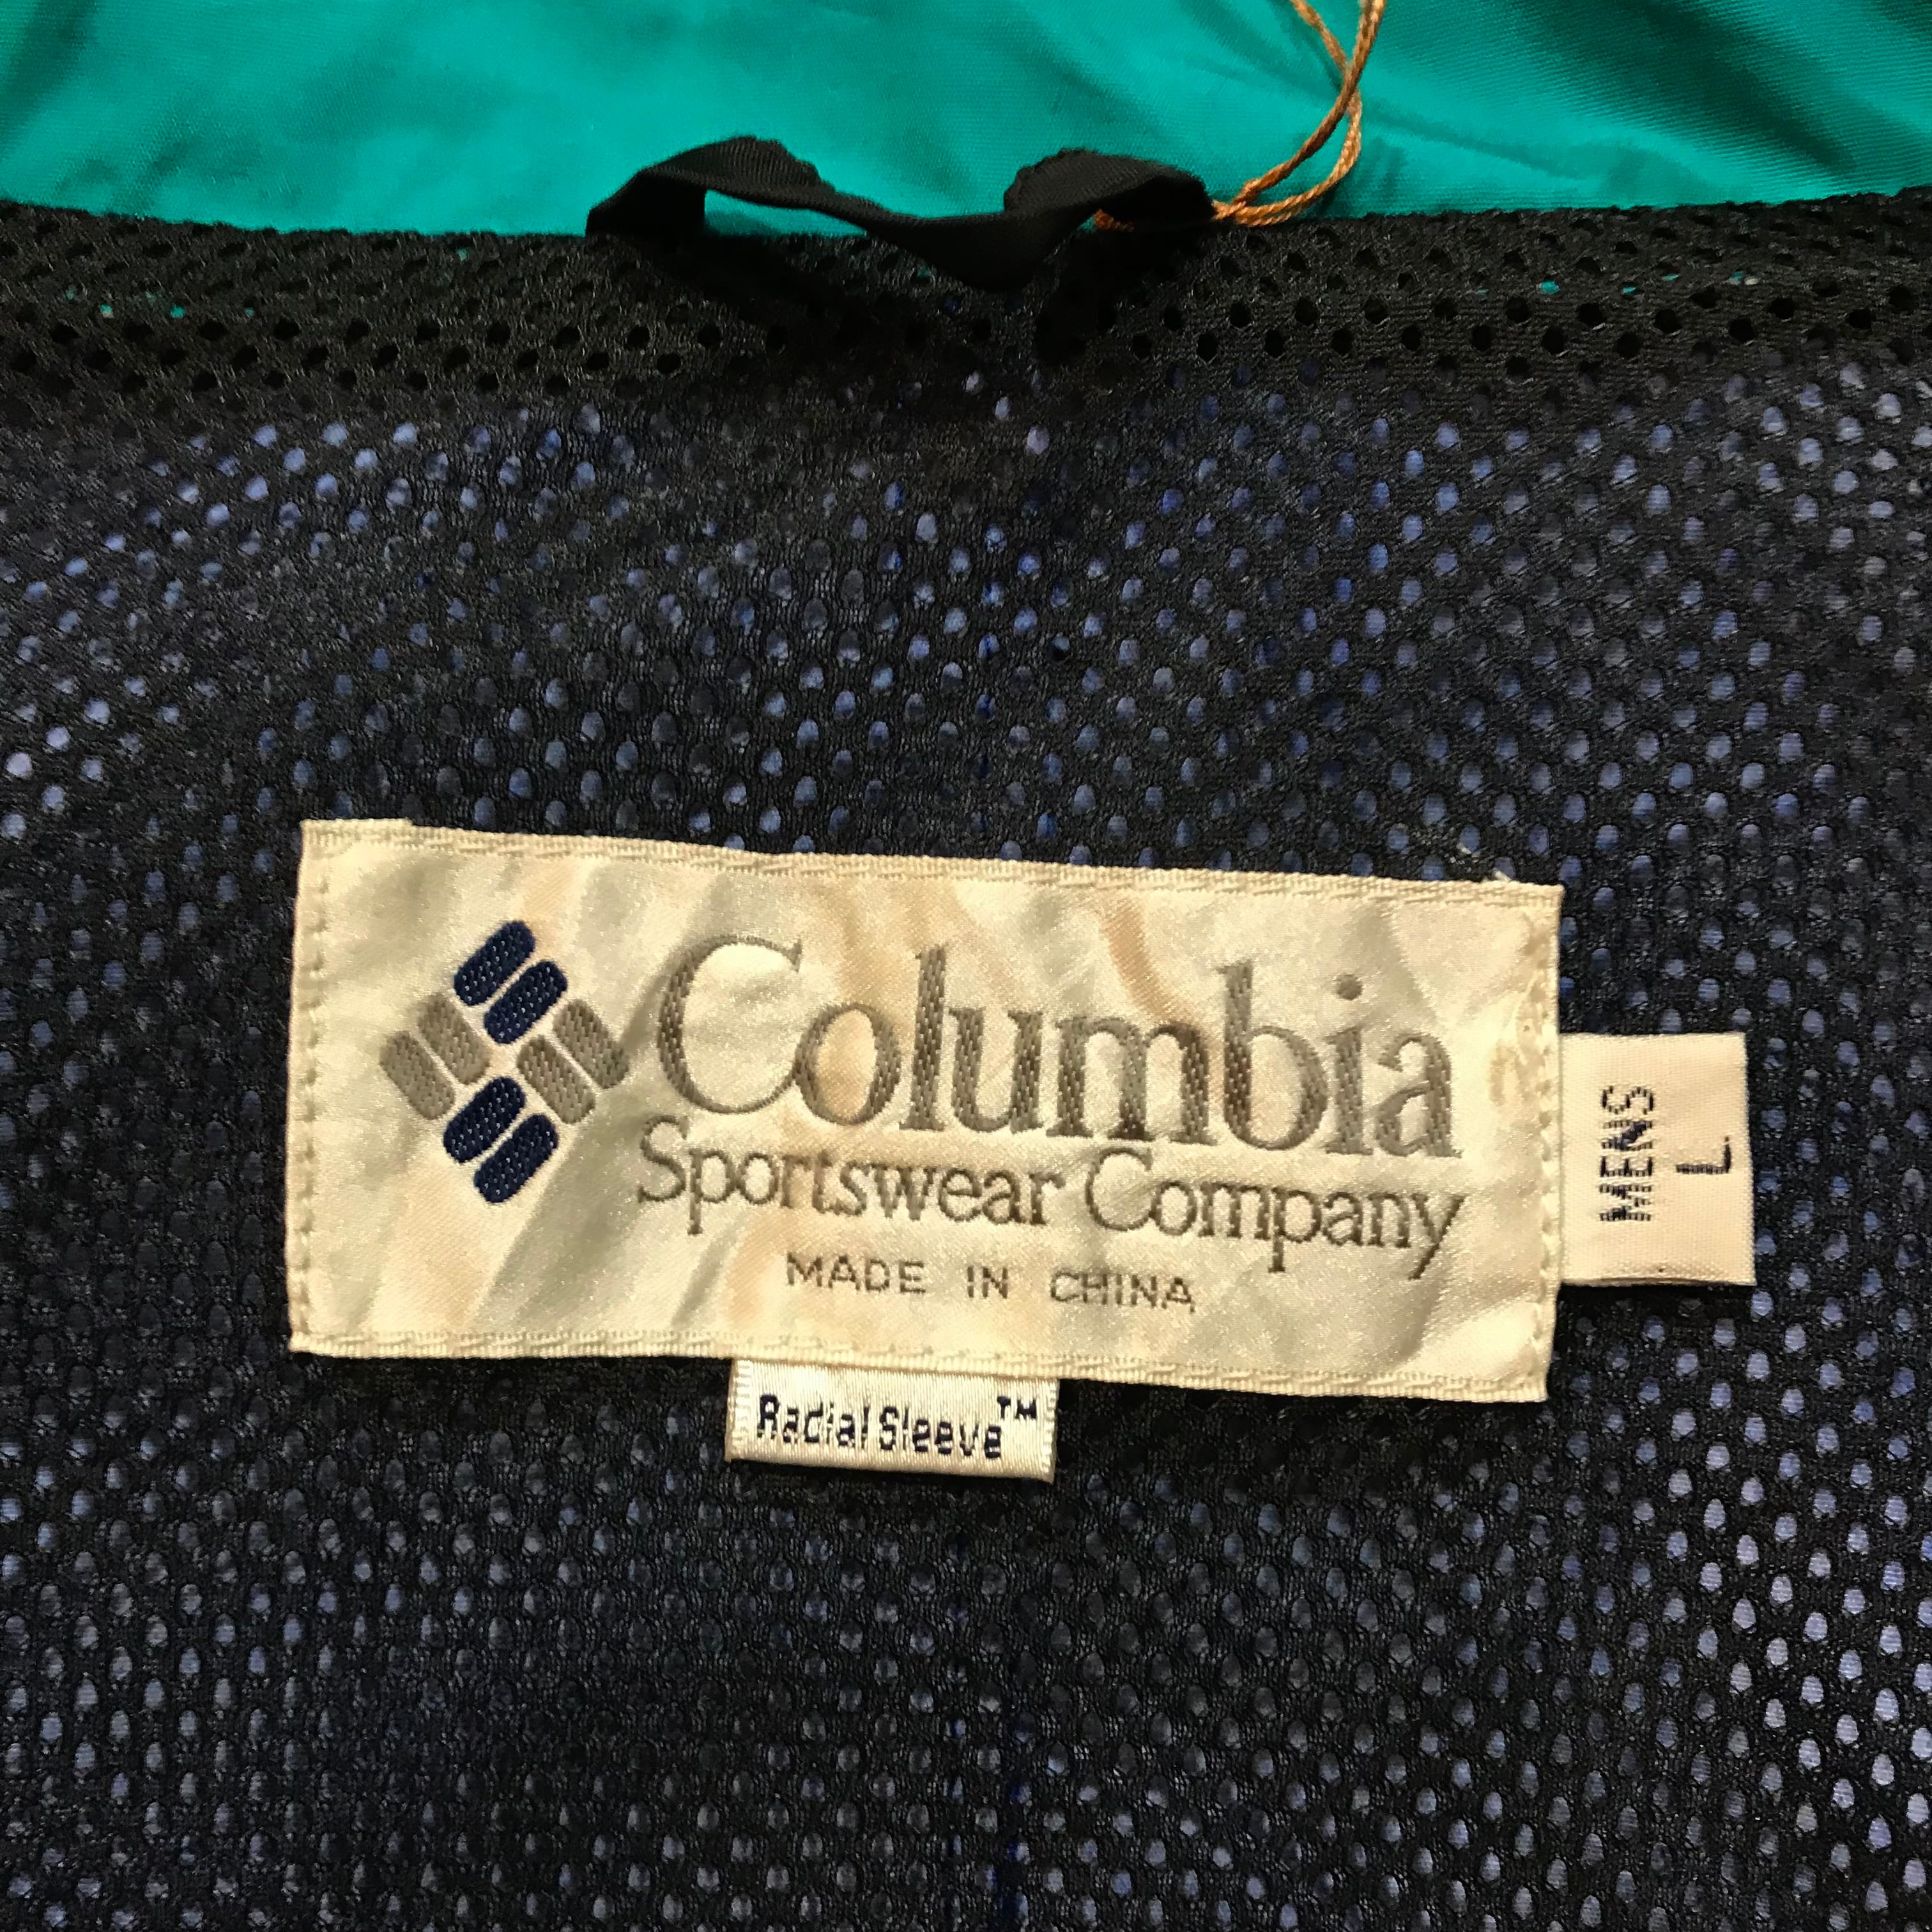 Columbia
Sportswear Company
MADE IN CHINA
MENS
L
Radial Sleeve™